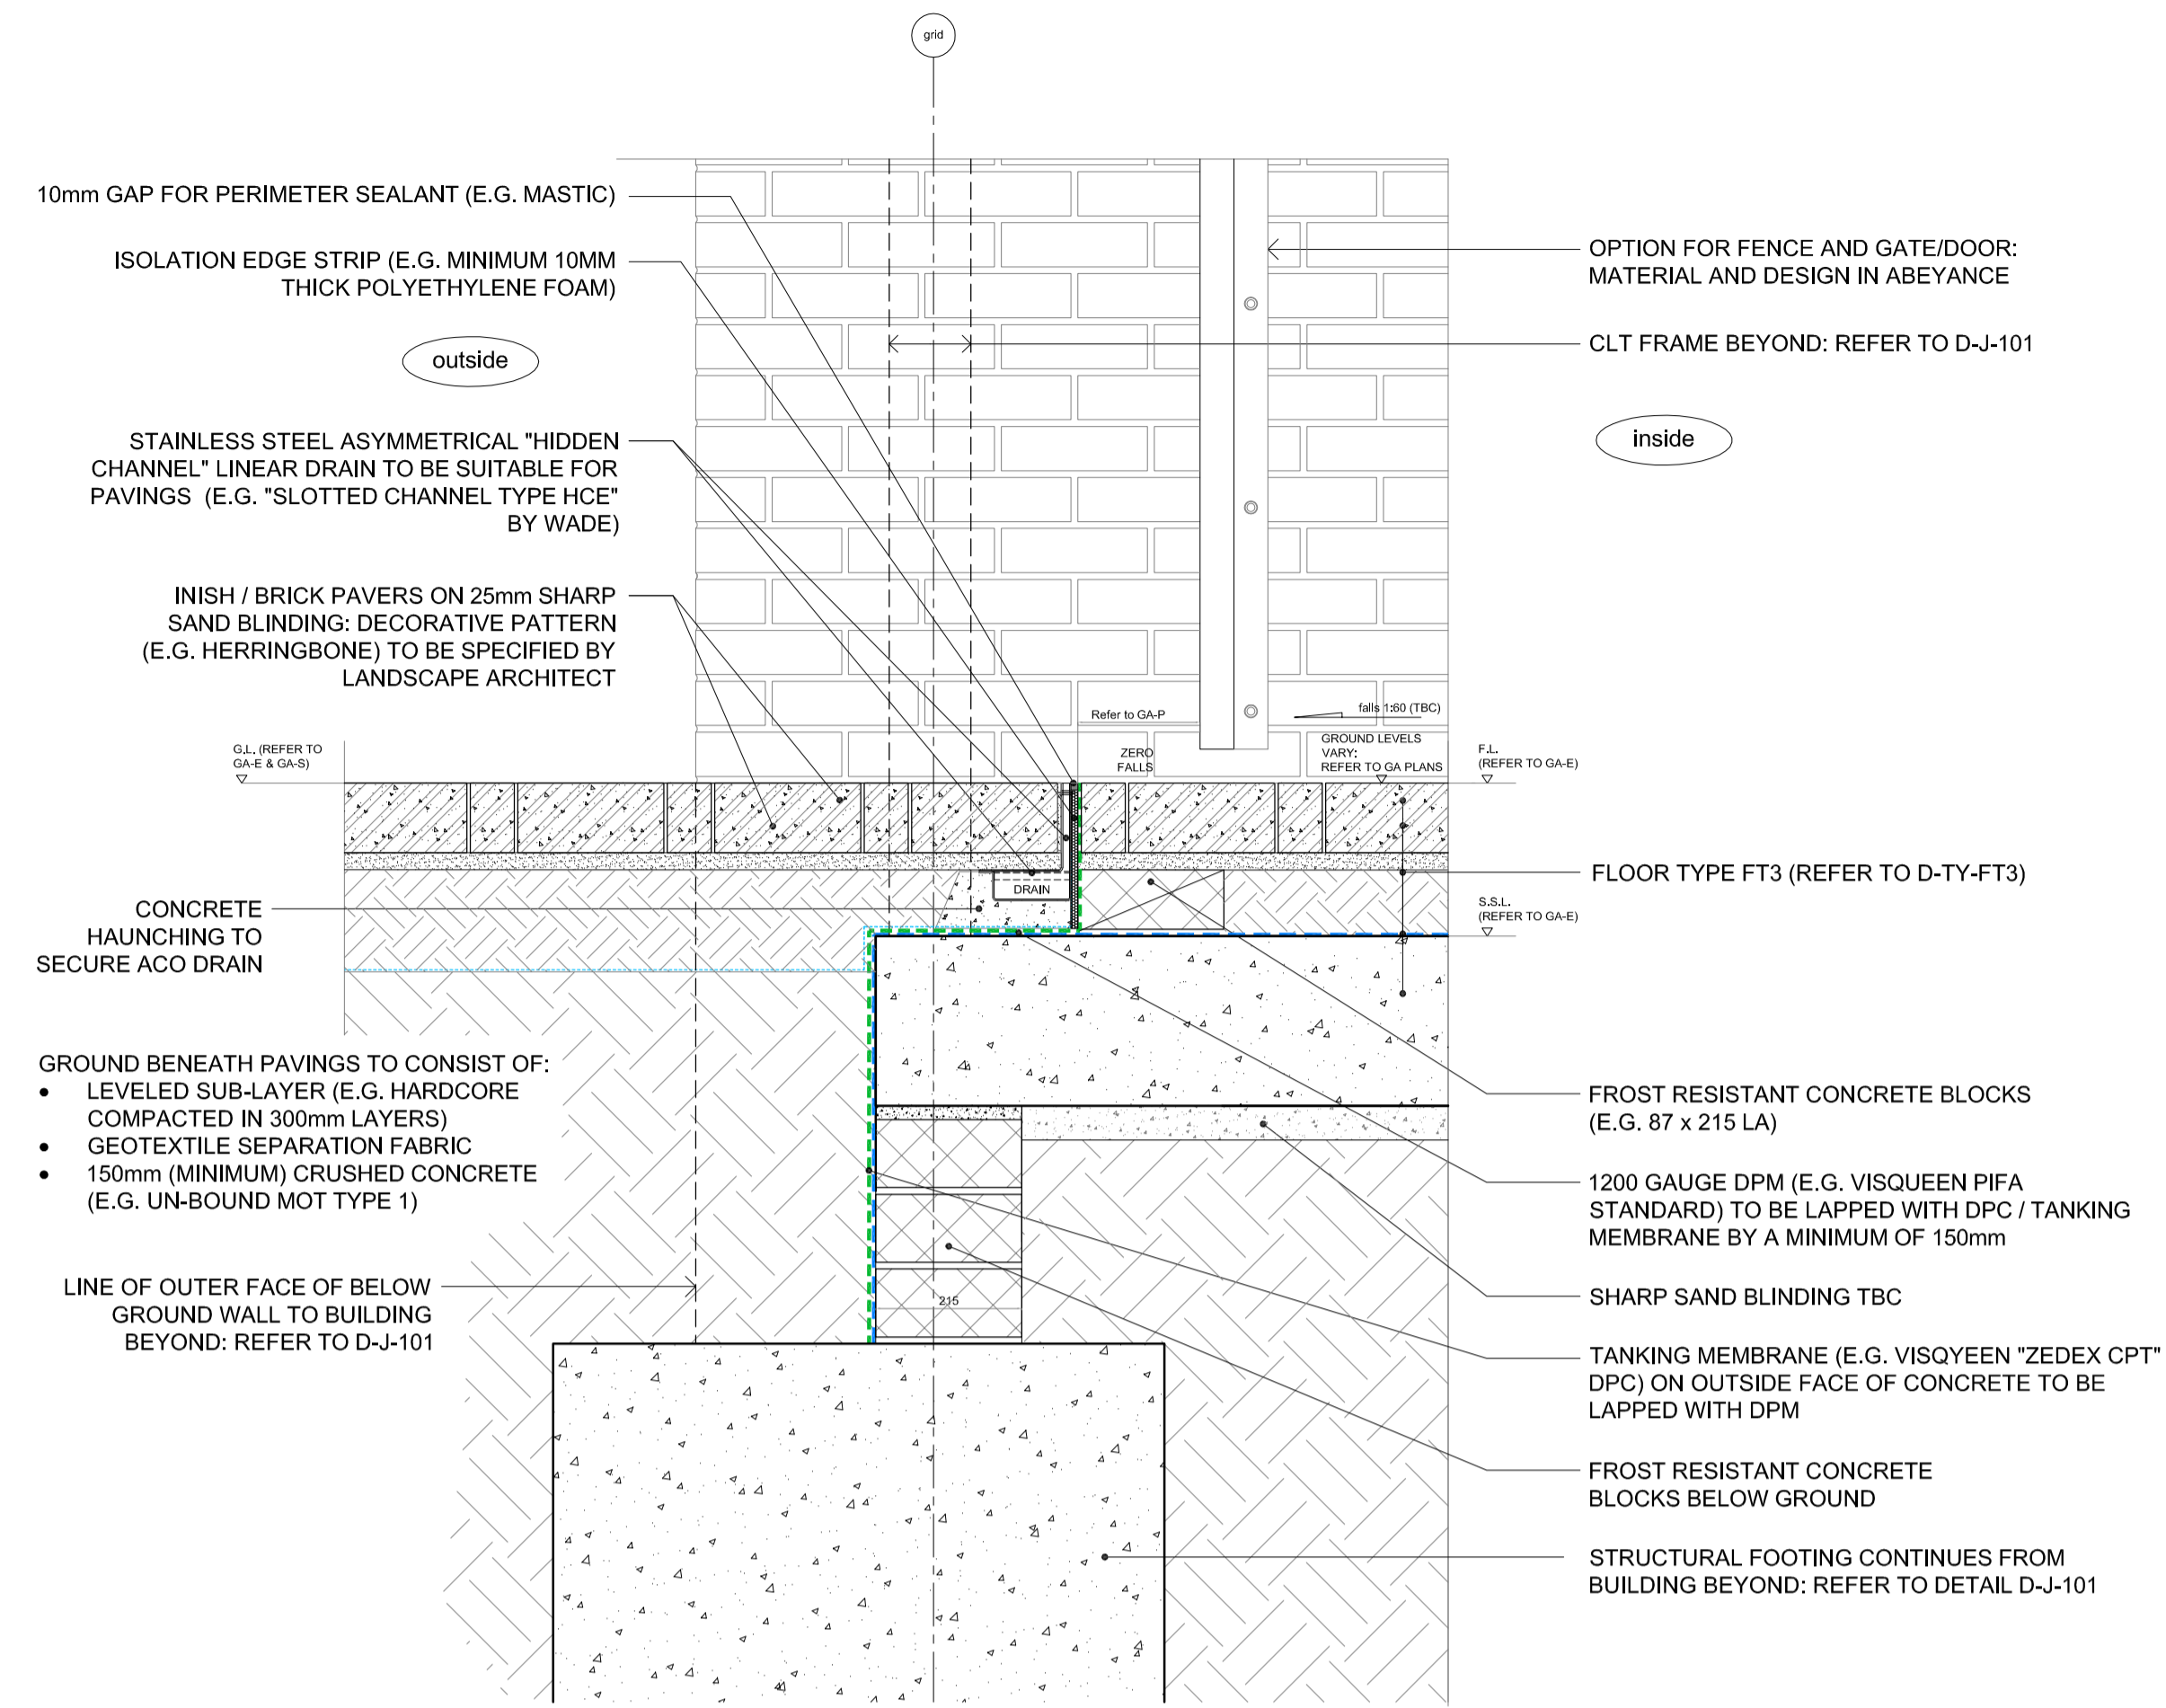 grid
10mm GAP FOR PERIMETER SEALANT (E.G. MASTIC)
ISOLATION EDGE STRIP (E.G. MINIMUM 10MM
THICK POLYETHYLENE FOAM)
outside
STAINLESS STEEL ASYMMETRICAL "HIDDEN
CHANNEL" LINEAR DRAIN TO BE SUITABLE FOR
PAVINGS (E.G. "SLOTTED CHANNEL TYPE HCE"
BY WADE)
INISH / BRICK PAVERS ON 25mm SHARP
SAND BLINDING: DECORATIVE PATTERN
(E.G. HERRINGBONE) TO BE SPECIFIED BY
LANDSCAPE ARCHITECT
G.L. (REFER TO
GA-E & GA-S)
CONCRETE
HAUNCHING TO
SECURE ACO DRAIN
GROUND BENEATH PAVINGS TO CONSIST OF:
• LEVELED SUB-LAYER (E.G. HARDCORE
COMPACTED IN 300mm LAYERS)
• GEOTEXTILE SEPARATION FABRIC
• 150mm (MINIMUM) CRUSHED CONCRETE
(E.G. UN-BOUND MOT TYPE 1)
LINE OF OUTER FACE OF BELOW
GROUND WALL TO BUILDING
BEYOND: REFER TO D-J-101
Refer to GA-P
falls 1:60 (TBC)
ZERO
FALLS
GROUND LEVELS
VARY:
REFER TO GA PLANS
DRAIN
215
OPTION FOR FENCE AND GATE/DOOR:
MATERIAL AND DESIGN IN ABEYANCE
CLT FRAME BEYOND: REFER TO D-J-101
inside
F.L.
(REFER TO GA-E)
FLOOR TYPE FT3 (REFER TO D-TY-FT3)
S.S.L.
(REFER TO GA-E)
FROST RESISTANT CONCRETE BLOCKS
(E.G. 87 x 215 LA)
1200 GAUGE DPM (E.G. VISQUEEN PIFA
STANDARD) TO BE LAPPED WITH DPC / TANKING
MEMBRANE BY A MINIMUM OF 150mm
SHARP SAND BLINDING TBC
TANKING MEMBRANE (E.G. VISQYEEN "ZEDEX CPT"
DPC) ON OUTSIDE FACE OF CONCRETE TO BE
LAPPED WITH DPM
FROST RESISTANT CONCRETE
BLOCKS BELOW GROUND
STRUCTURAL FOOTING CONTINUES FROM
BUILDING BEYOND: REFER TO DETAIL D-J-101